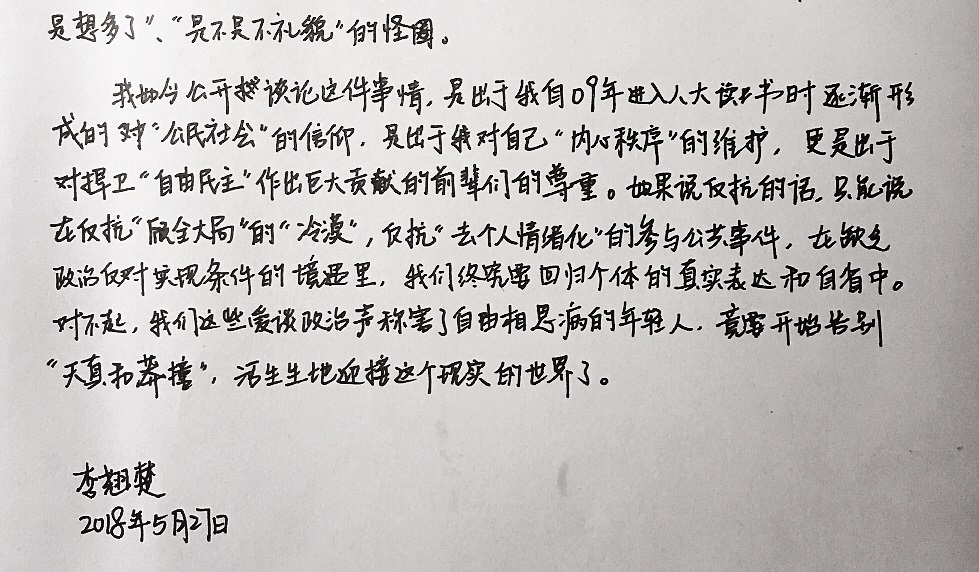 是想多了”、“是不是不礼貌”的怪圈。
我如今公开谈论这件事情，是出于我自09年进入人大读书时逐渐形
成的对“公民社会”的信仰，是出于我对自己“内心秩序”的维护，更是出于
对捍卫“自由民主”作出巨大贡献的前辈们的尊重。如果说反抗的话，只能说
在反抗“顾全大局”的“冷漠”，反抗“去个人情绪化”的参与公共事件，在缺乏
政治反对实现条件的境遇里，我们终究要回归个体的真实表达和自省中。
对不起，我们这些爱谈政治声称害了自由相思病的年轻人，竟要开始告别
“天真和莽撞”，活生生地迎接这个现实的世界了。
李翘楚
2018年5月27日